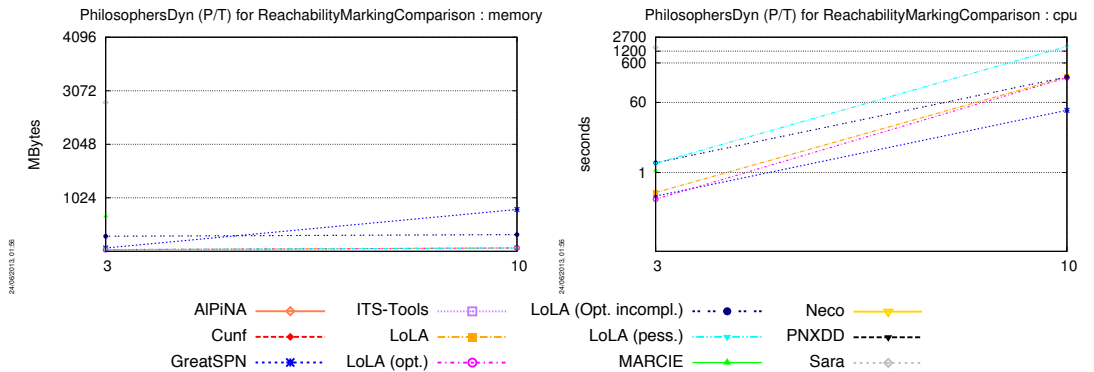 PhilosophersDyn (P/T) for ReachabilityMarkingComparison : memory
4096
3072
2048
1024
MBytes
3
10
24/06/2013, 01:56
PhilosophersDyn (P/T) for ReachabilityMarkingComparison : cpu
2700
1200
600
60
1
seconds
3
10
24/06/2013, 01:56
AlPiNA
Cunf
GreatSPN
ITS-Tools
LoLA
LoLA (opt.)
LoLA (Opt. incompl.)
LoLA (pess.)
MARCIE
Neco
PNXDD
Sara